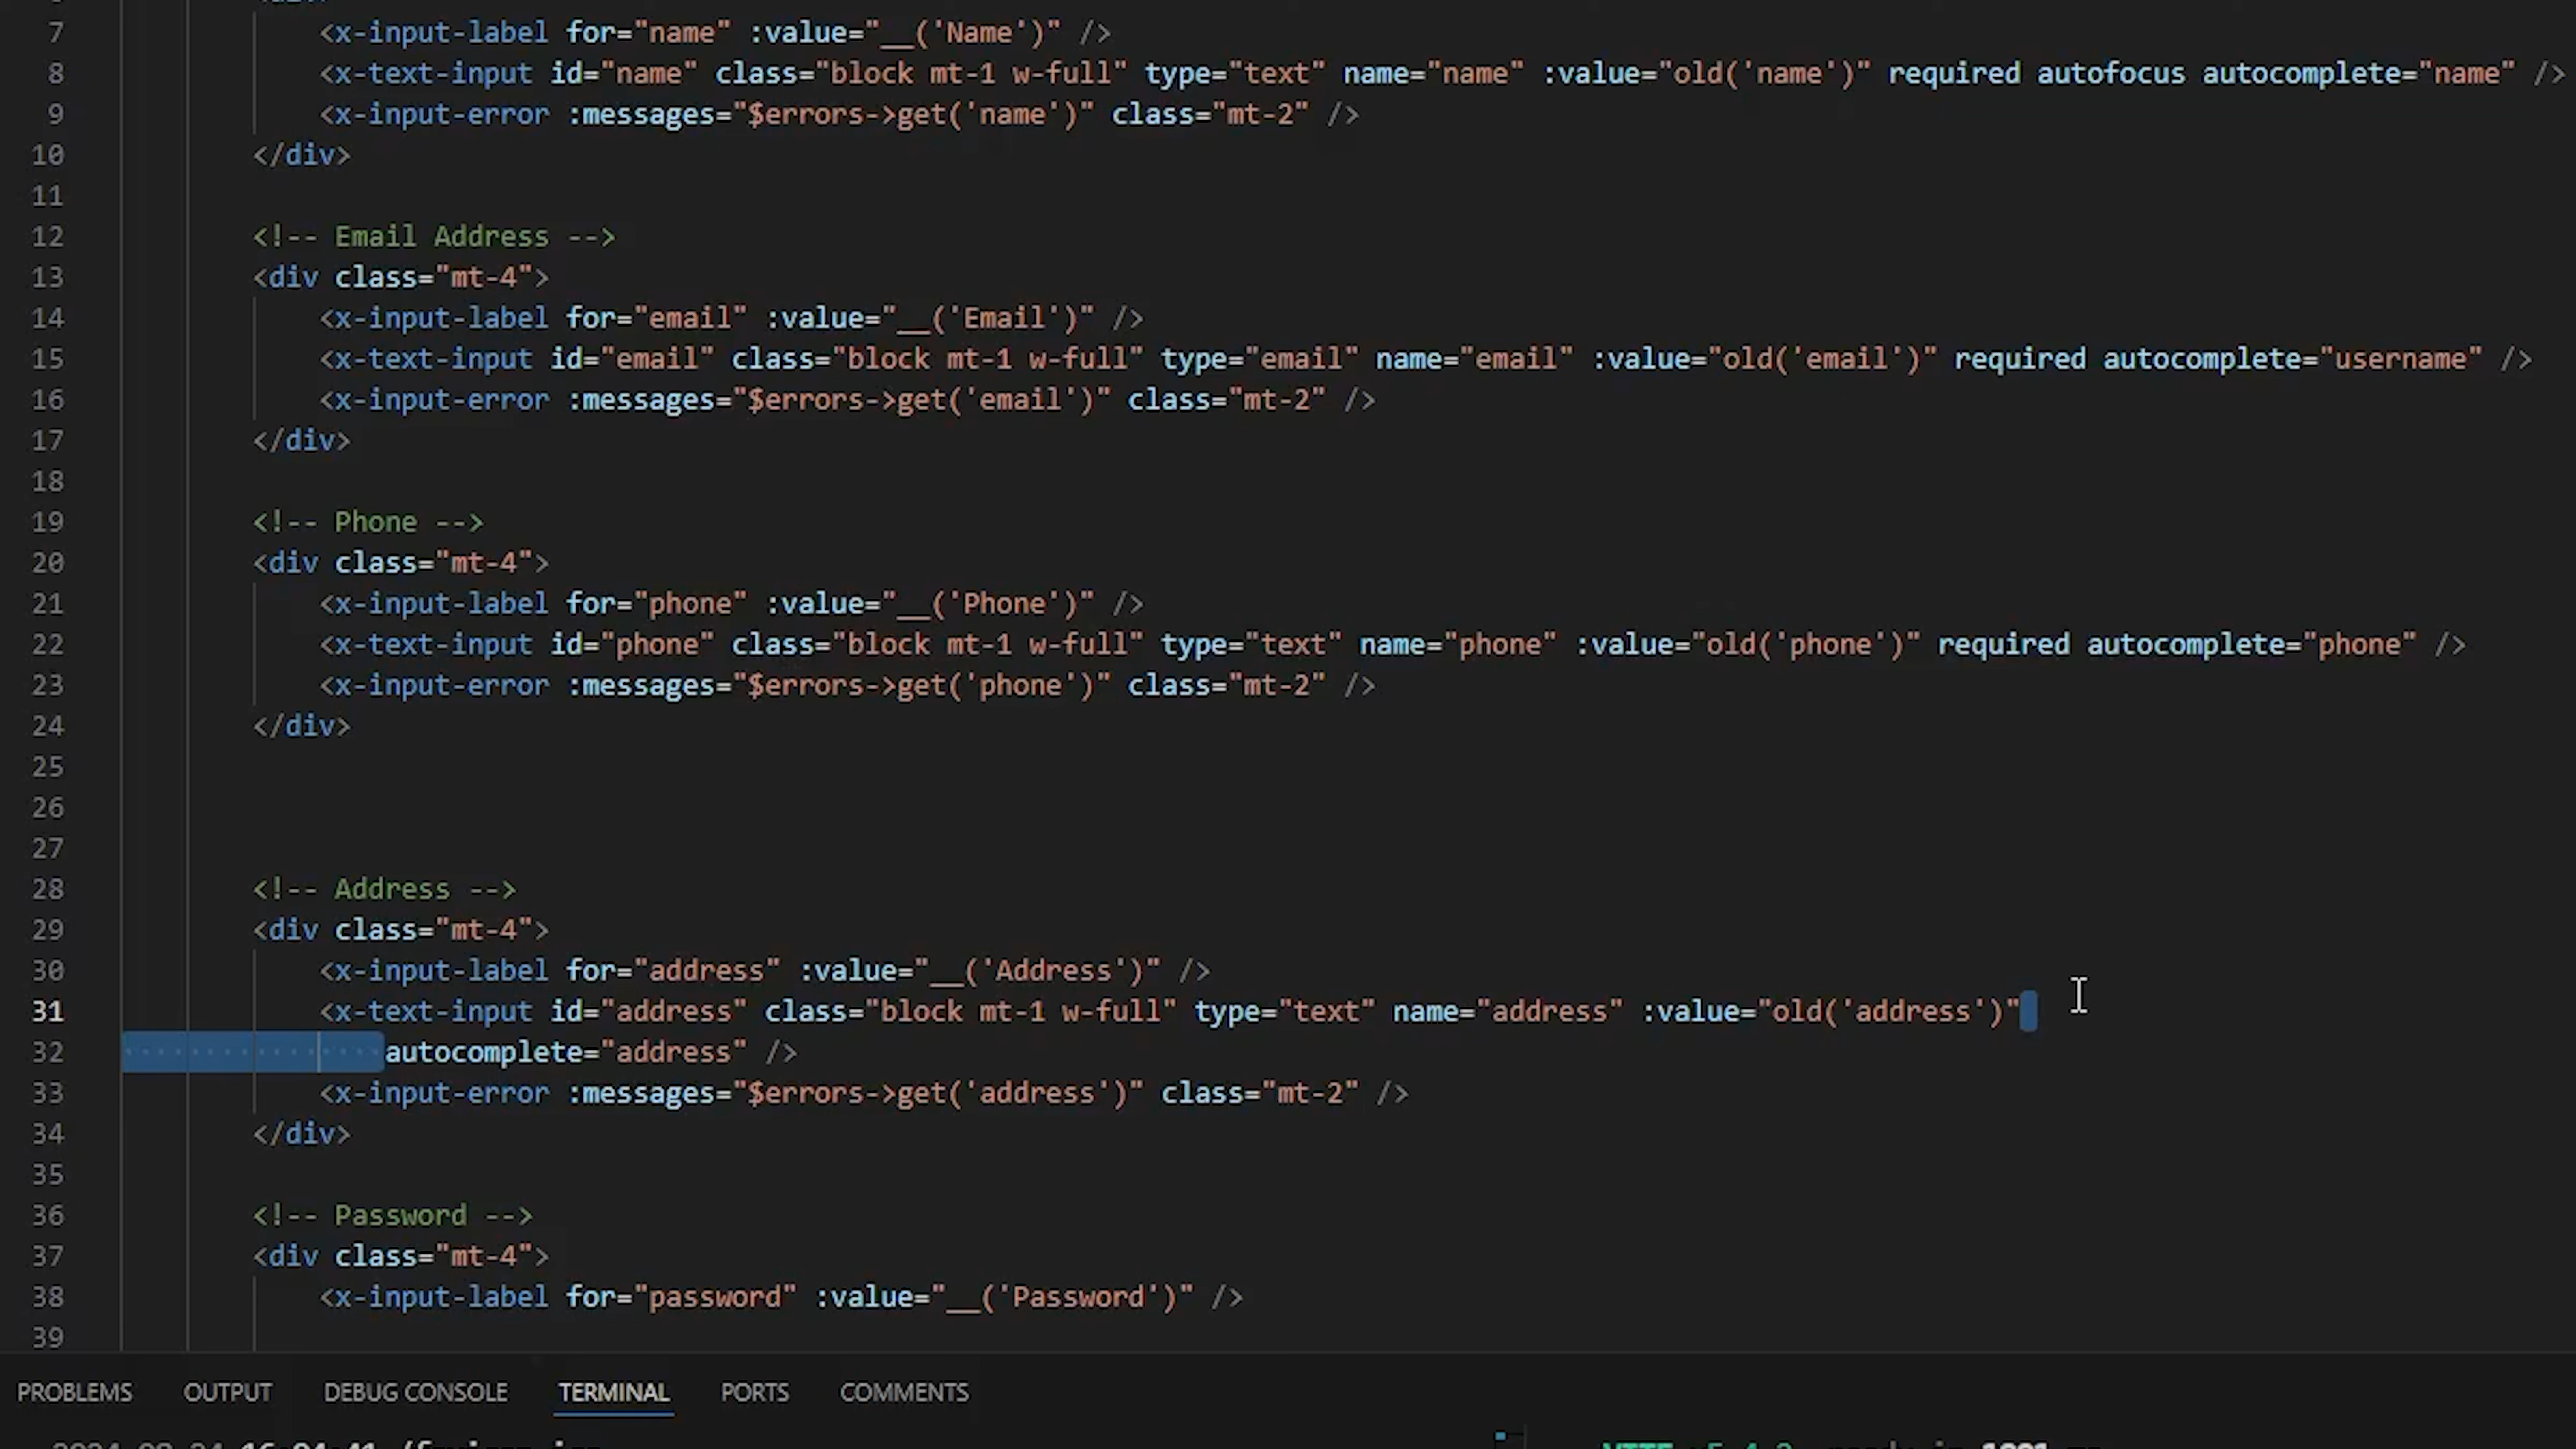 7 <x-input-label for="name" :value="__('Name')" />
8 <x-text-input id="name" class="block mt-1 w-full" type="text" name="name" :value="old('name')" required autofocus autocomplete="name" />
9 <x-input-error :messages="$errors->get('name')" class="mt-2" />
10 </div>
11
12 <!-- Email Address -->
13 <div class="mt-4">
14 <x-input-label for="email" :value="__('Email')" />
15 <x-text-input id="email" class="block mt-1 w-full" type="email" name="email" :value="old('email')" required autocomplete="username" />
16 <x-input-error :messages="$errors->get('email')" class="mt-2" />
17 </div>
18
19 <!-- Phone -->
20 <div class="mt-4">
21 <x-input-label for="phone" :value="__('Phone')" />
22 <x-text-input id="phone" class="block mt-1 w-full" type="text" name="phone" :value="old('phone')" required autocomplete="phone" />
23 <x-input-error :messages="$errors->get('phone')" class="mt-2" />
24 </div>
25
26
27
28 <!-- Address -->
29 <div class="mt-4">
30 <x-input-label for="address" :value="__('Address')" />
31 <x-text-input id="address" class="block mt-1 w-full" type="text" name="address" :value="old('address')"
32 autocomplete="address" />
33 <x-input-error :messages="$errors->get('address')" class="mt-2" />
34 </div>
35
36 <!-- Password -->
37 <div class="mt-4">
38 <x-input-label for="password" :value="__('Password')" />
39
PROBLEMS OUTPUT DEBUG CONSOLE TERMINAL PORTS COMMENTS